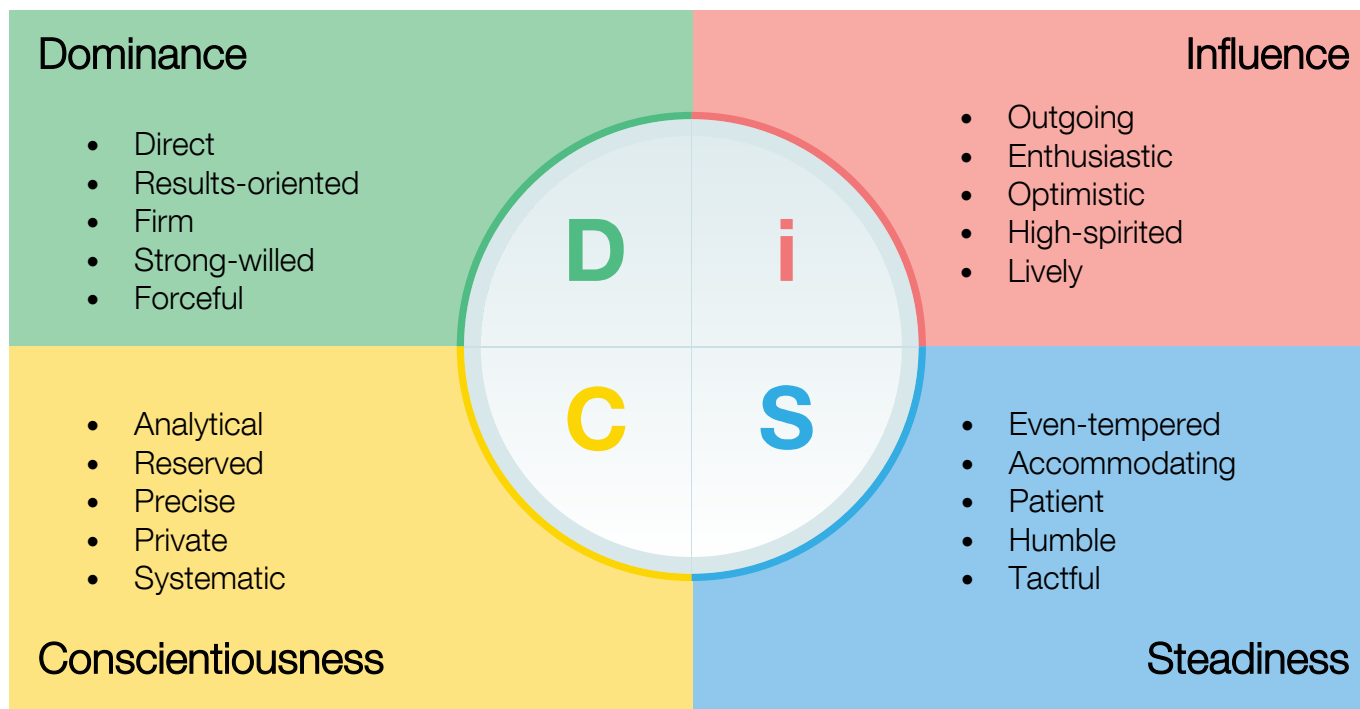 Dominance
Direct
Results-oriented
Firm
Strong-willed
Forceful
Influence
Outgoing
Enthusiastic
Optimistic
High-spirited
Lively
D
i
C
S
Analytical
Reserved
Precise
Private
Systematic
Conscientiousness
Even-tempered
Accommodating
Patient
Humble
Tactful
Steadiness